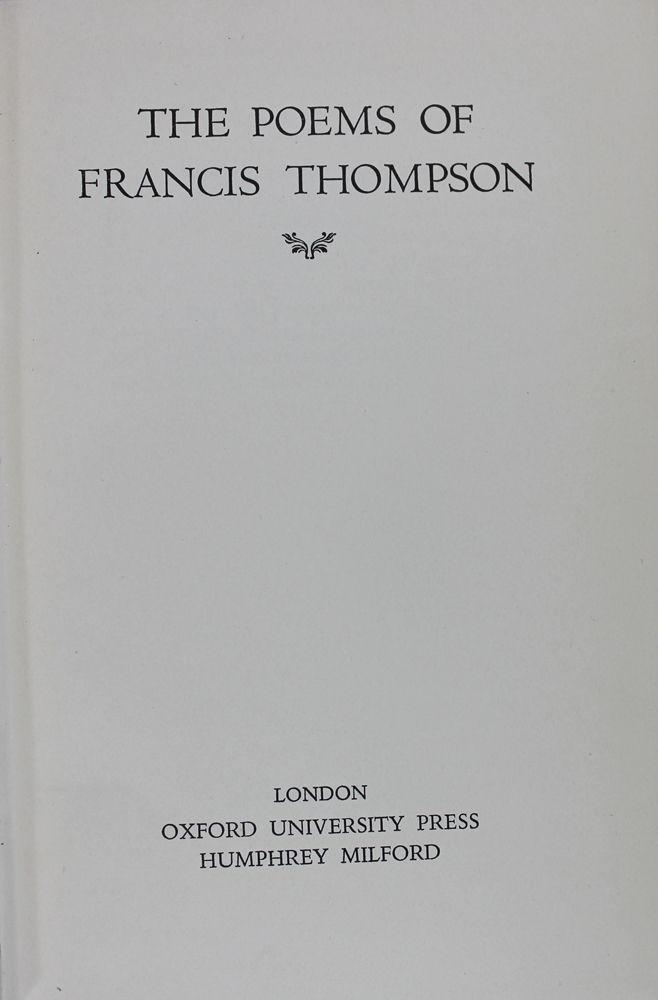 THE POEMS OF
FRANCIS THOMPSON
LONDON
OXFORD UNIVERSITY PRESS
HUMPHREY MILFORD